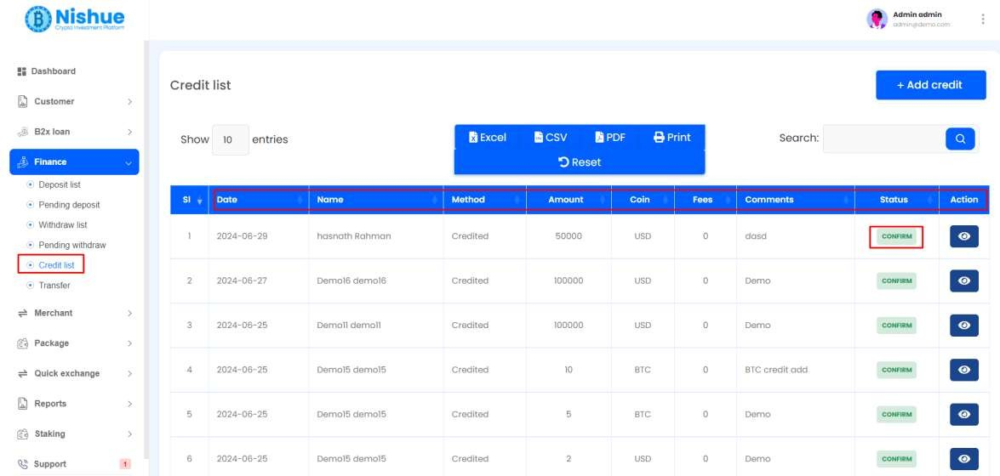 Nishue
Crypto Investment Platform
Admin admin
admin@demo.com
Dashboard
Customer
B2x loan
Finance
Deposit list
Pending deposit
Withdraw list
Pending withdraw
Credit list
Transfer
Merchant
Package
Quick exchange
Reports
Staking
Support 1
Credit list
+ Add credit
Show 10 entries
Excel CSV PDF Print
Reset
Search:
Sl Date Name Method Amount Coin Fees Comments Status Action
1 2024-06-29 hasnath Rahman Credited 50000 USD 0 dasd CONFIRM
2 2024-06-27 Demo16 demo16 Credited 100000 USD 0 Demo CONFIRM
3 2024-06-25 Demo11 demo11 Credited 100000 USD 0 Demo CONFIRM
4 2024-06-25 Demo15 demo15 Credited 10 BTC 0 BTC credit add CONFIRM
5 2024-06-25 Demo15 demo15 Credited 5 BTC 0 Demo CONFIRM
6 2024-06-25 Demo15 demo15 Credited 2 USD 0 Demo CONFIRM